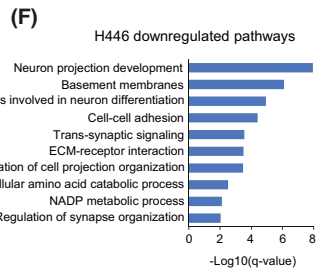 (F)
H446 downregulated pathways
Neuron projection development
Basement membranes
s involved in neuron differentiation
Cell-cell adhesion
Trans-synaptic signaling
ECM-receptor interaction
ation of cell projection organization
llular amino acid catabolic process
NADP metabolic process
Regulation of synapse organization
0 2 4 6 8
-Log10(q-value)